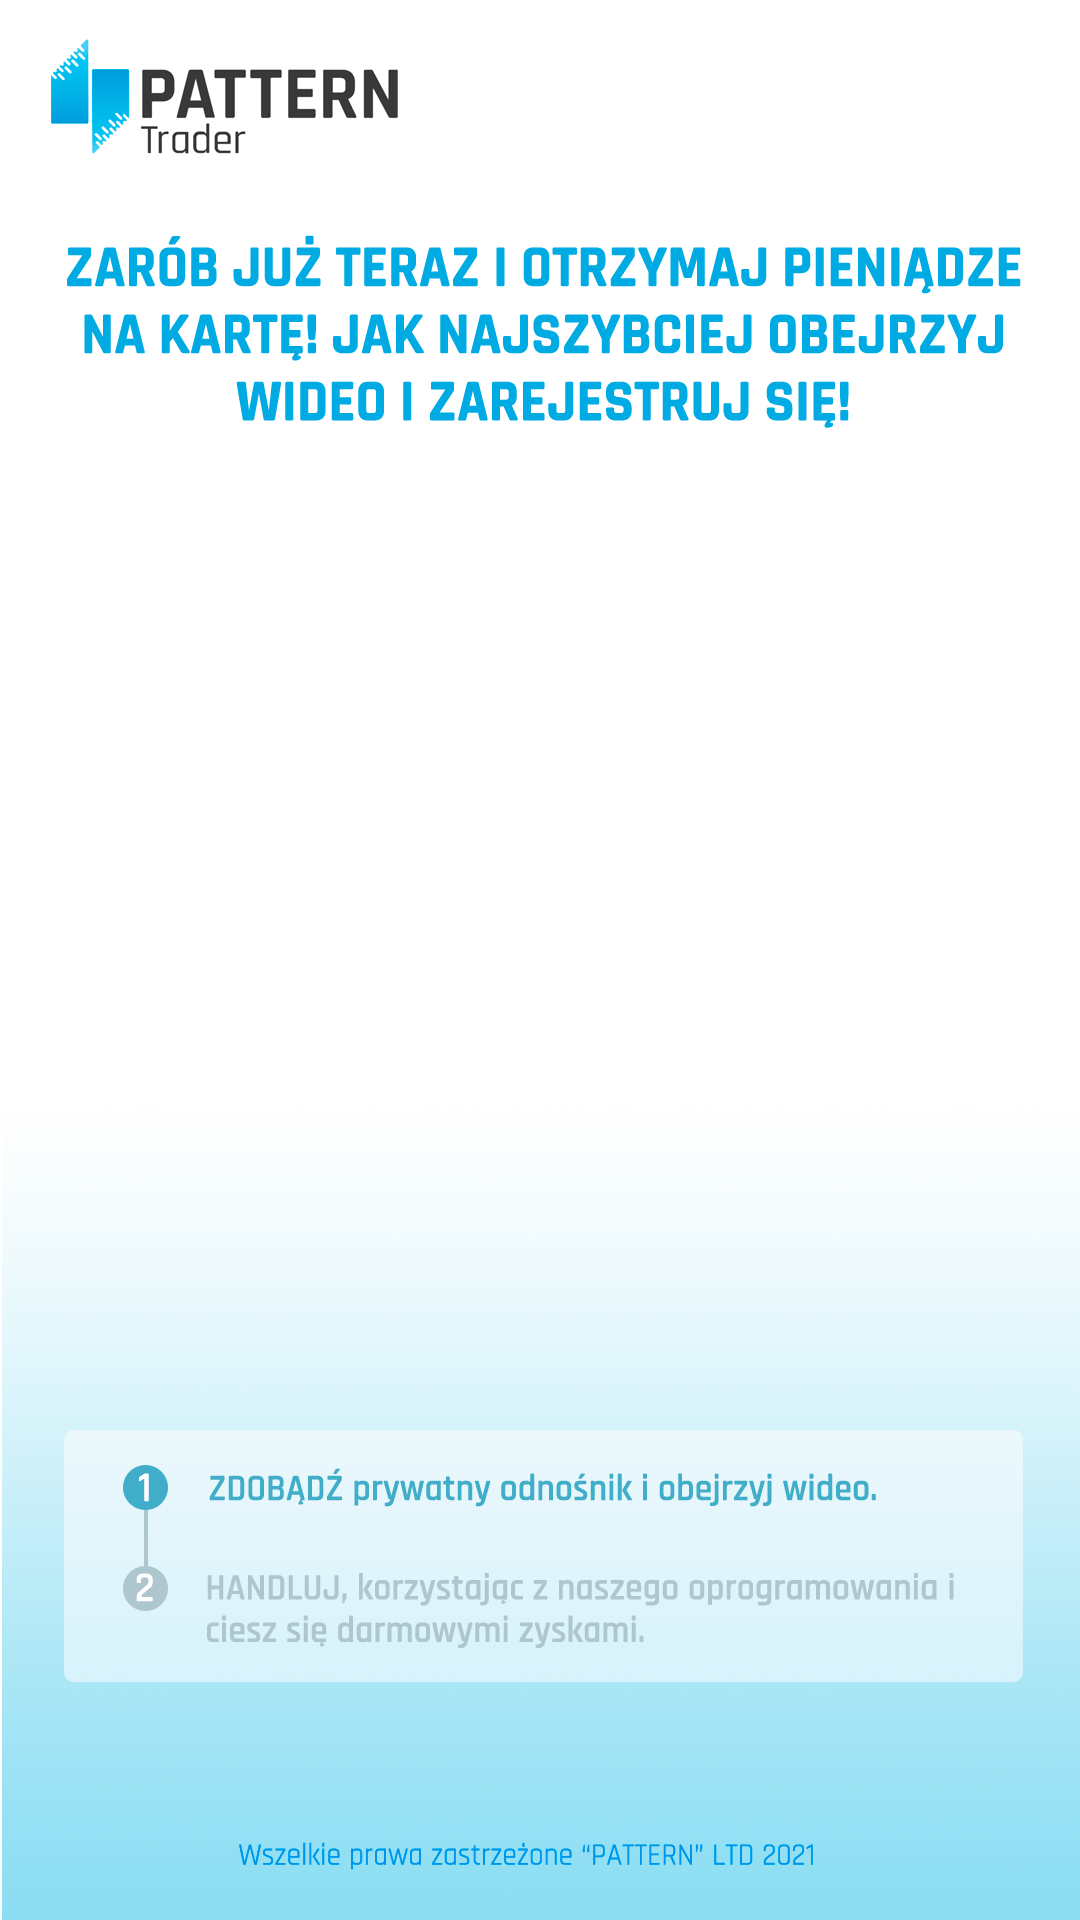 PATTERN
Trader
ZARÓB JUŻ TERAZ I OTRZYMAJ PIENIĄDZE
NA KARTĘ! JAK NAJSZYBCIEJ OBEJRZYJ
WIDEO I ZAREJESTRUJ SIĘ!
1 ZDOBĄDŹ prywatny odnośnik i obejrzyj wideo.
2 HANDLUJ, korzystając z naszego oprogramowania i
ciesz się darmowymi zyskami.
Wszelkie prawa zastrzeżone “PATTERN” LTD 2021